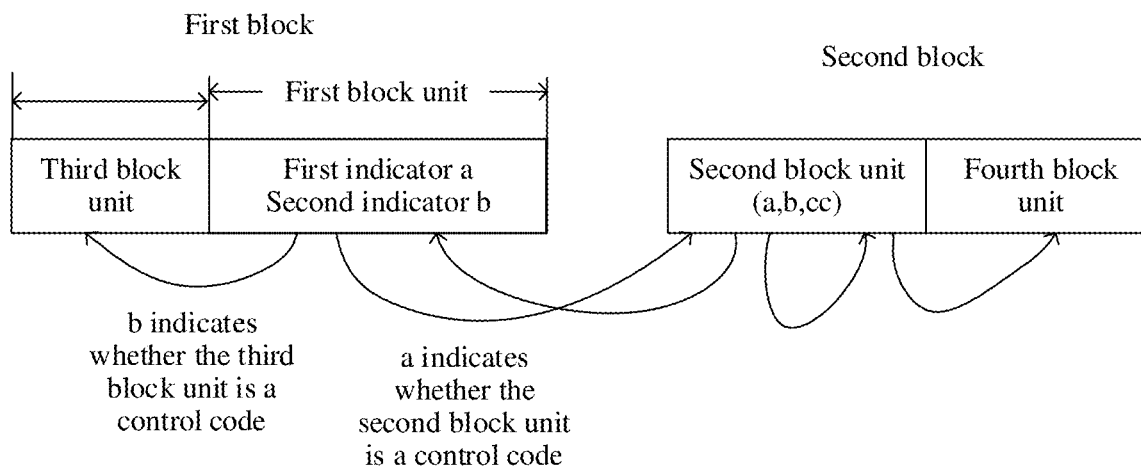 First block
First block unit
Second block
Third block
unit
First indicator a
Second indicator b
Second block unit
(a,b,cc)
Fourth block
unit
b indicates
whether the third
block unit is a
control code
a indicates
whether the
second block unit
is a control code